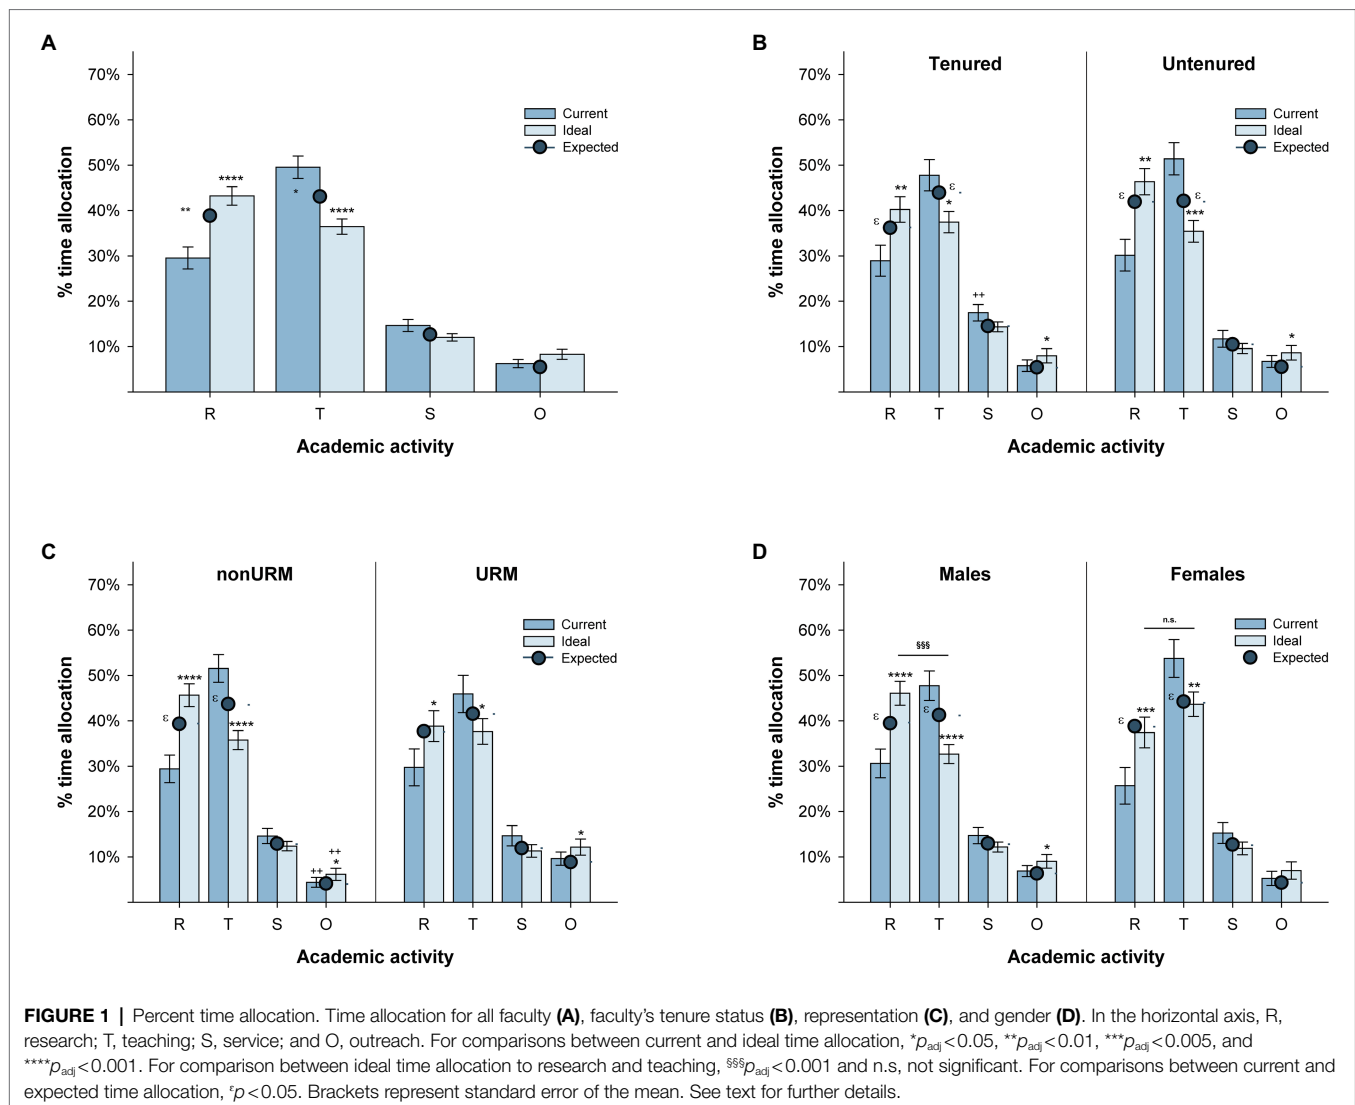 A
70%
60%
50%
40%
30%
20%
10%
% time allocation
Current
Ideal
Expected
**
****
*
****
R T S O
Academic activity
B
Tenured Untenured
70%
60%
50%
40%
30%
20%
10%
% time allocation
Current
Ideal
Expected
ε ** ε * ++ * ε ** ε *** *
R T S O R T S O
Academic activity
C
nonURM URM
70%
60%
50%
40%
30%
20%
10%
% time allocation
Current
Ideal
Expected
ε **** ε **** ++ ++ * * * *
R T S O R T S O
Academic activity
D
Males Females
70%
60%
50%
40%
30%
20%
10%
% time allocation
Current
Ideal
Expected
§§§ n.s.
ε **** ε **** * ε *** ε **
R T S O R T S O
Academic activity
FIGURE 1 | Percent time allocation. Time allocation for all faculty (A), faculty's tenure status (B), representation (C), and gender (D). In the horizontal axis, R,
research; T, teaching; S, service; and O, outreach. For comparisons between current and ideal time allocation, *padj<0.05, **padj<0.01, ***padj<0.005, and
****padj<0.001. For comparison between ideal time allocation to research and teaching, §§§padj<0.001 and n.s, not significant. For comparisons between current and
expected time allocation, εp<0.05. Brackets represent standard error of the mean. See text for further details.